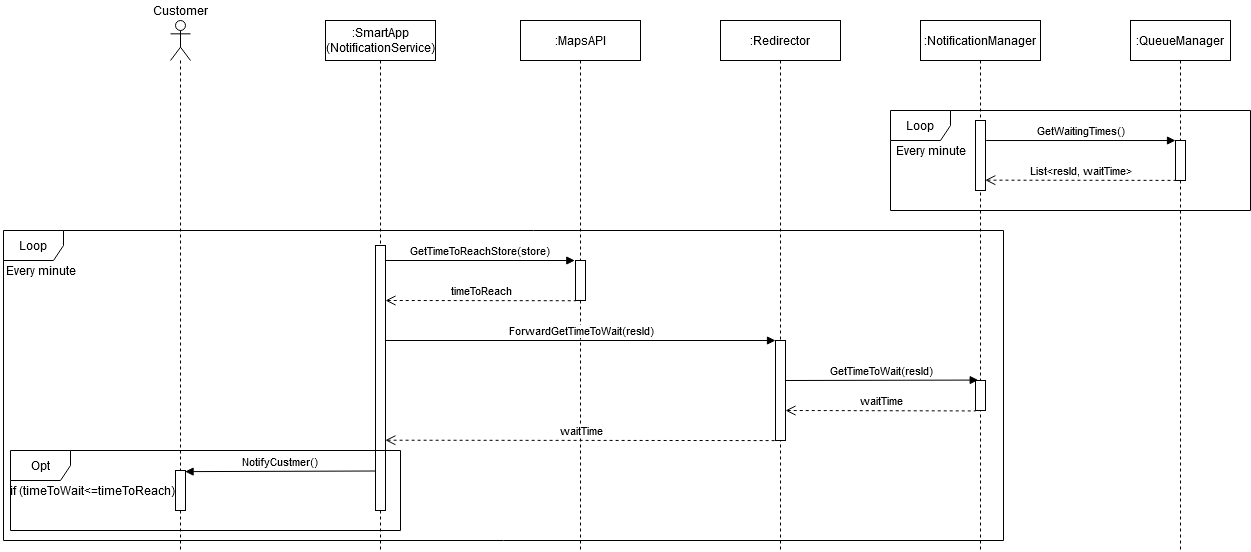 Customer
:SmartApp
(NotificationService)
:MapsAPI
:Redirector
:NotificationManager
:QueueManager
Loop
GetWaitingTimes()
Every minute
List<resId, waitTime>
Loop
GetTimeToReachStore(store)
Every minute
timeToReach
ForwardGetTimeToWait(resId)
GetTimeToWait(resId)
waitTime
waitTime
Opt
NotifyCustmer()
if (timeToWait<=timeToReach)